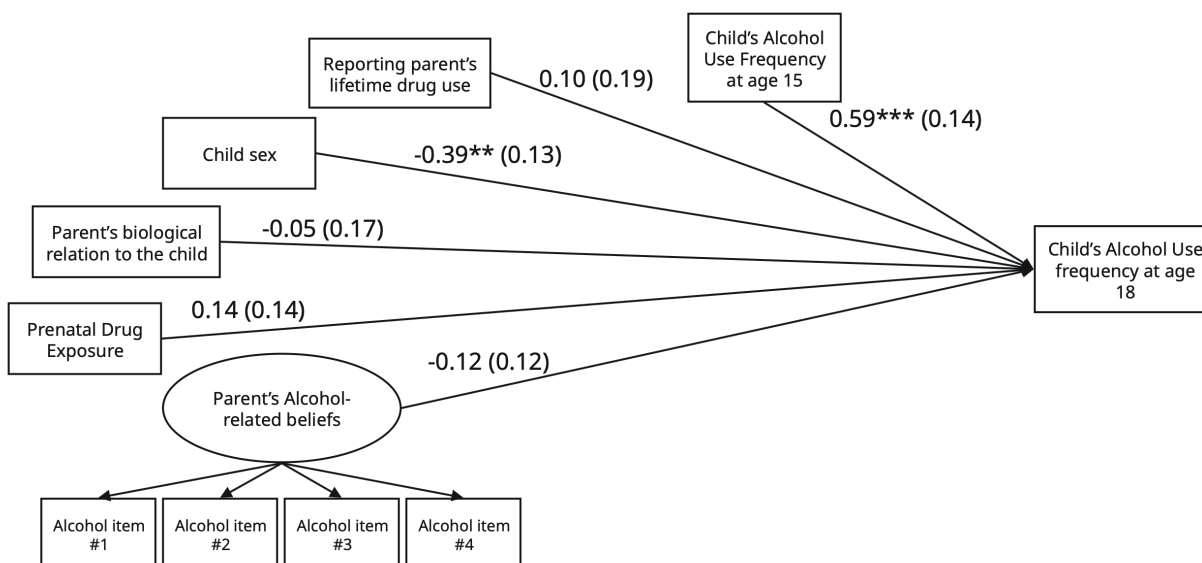 Child's Alcohol
Use Frequency
at age 15
Reporting parent's
lifetime drug use
0.10 (0.19)
0.59*** (0.14)
Child sex
-0.39** (0.13)
Parent's biological
relation to the child
-0.05 (0.17)
Child's Alcohol Use
frequency at age
18
0.14 (0.14)
Prenatal Drug
Exposure
-0.12 (0.12)
Parent's Alcohol-
related beliefs
Alcohol item
#1
Alcohol item
#2
Alcohol item
#3
Alcohol item
#4